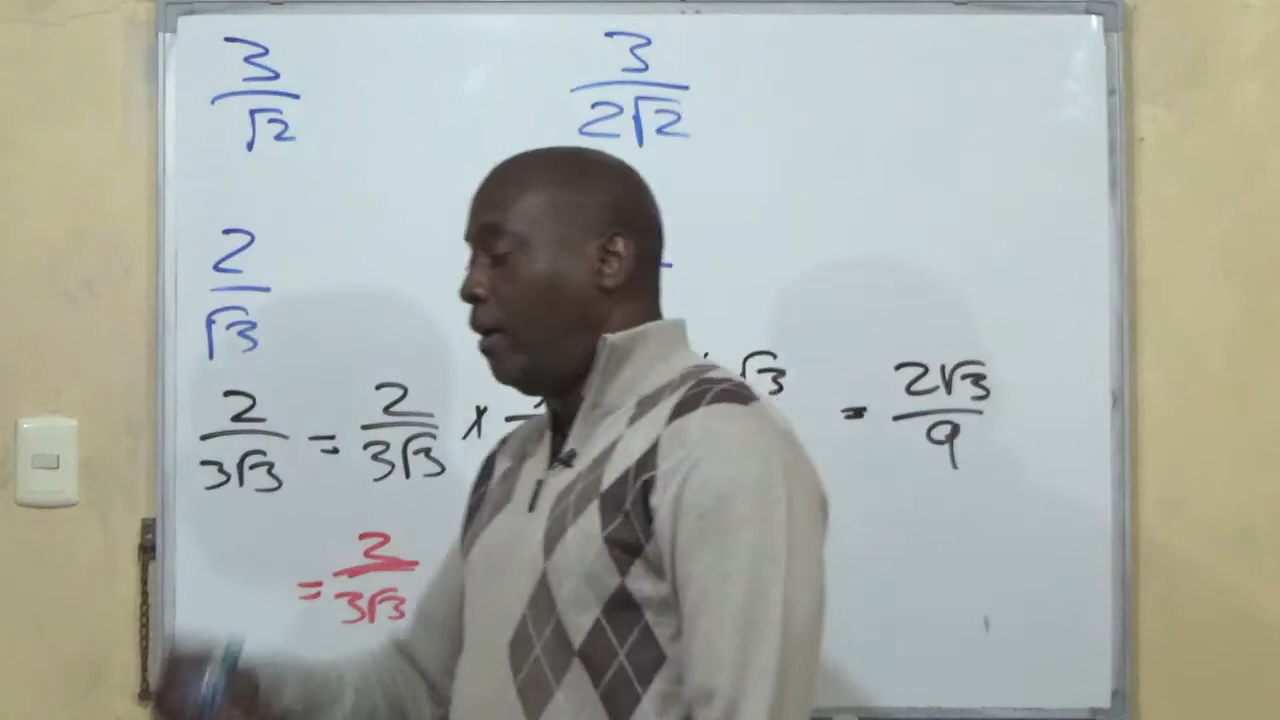 3/√2
3/2√2
2/√3
2/3√3 = 2/3√3 × √3 = 2√3/9
= 2/3√3